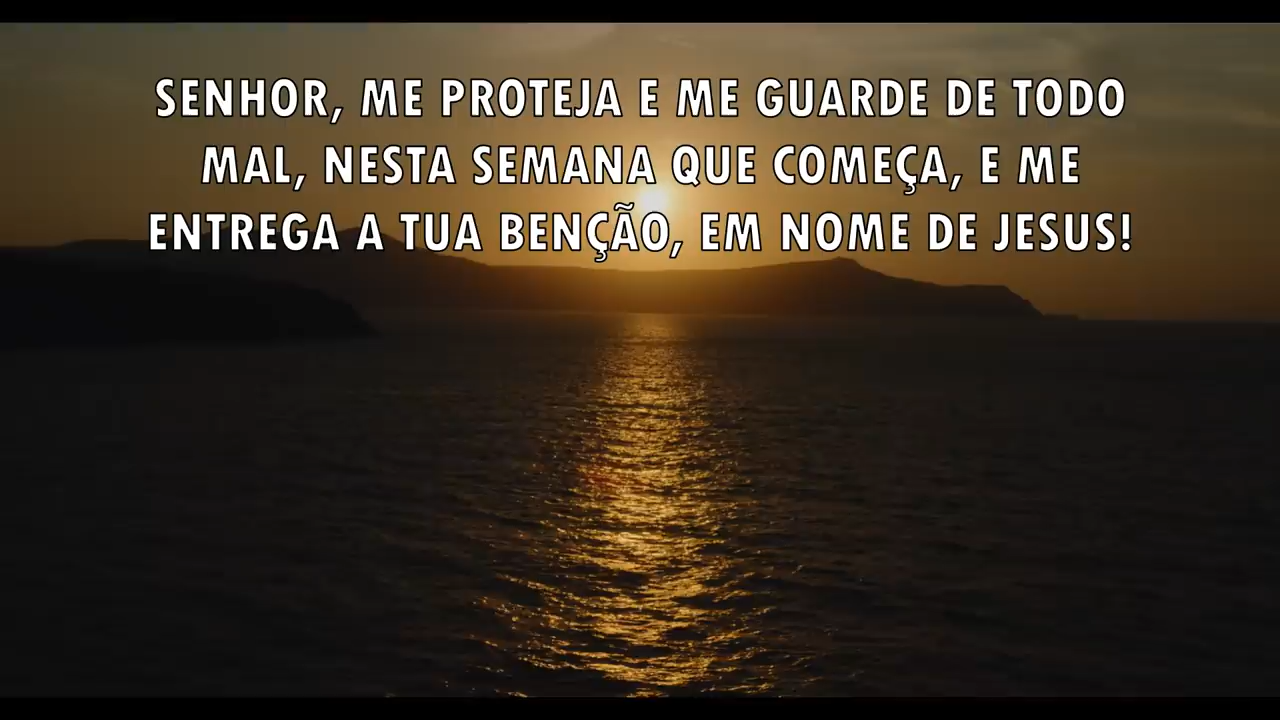 SENHOR, ME PROTEJA E ME GUARDE DE TODO
MAL, NESTA SEMANA QUE COMEÇA, E ME
ENTREGA A TUA BENÇÃO, EM NOME DE JESUS!